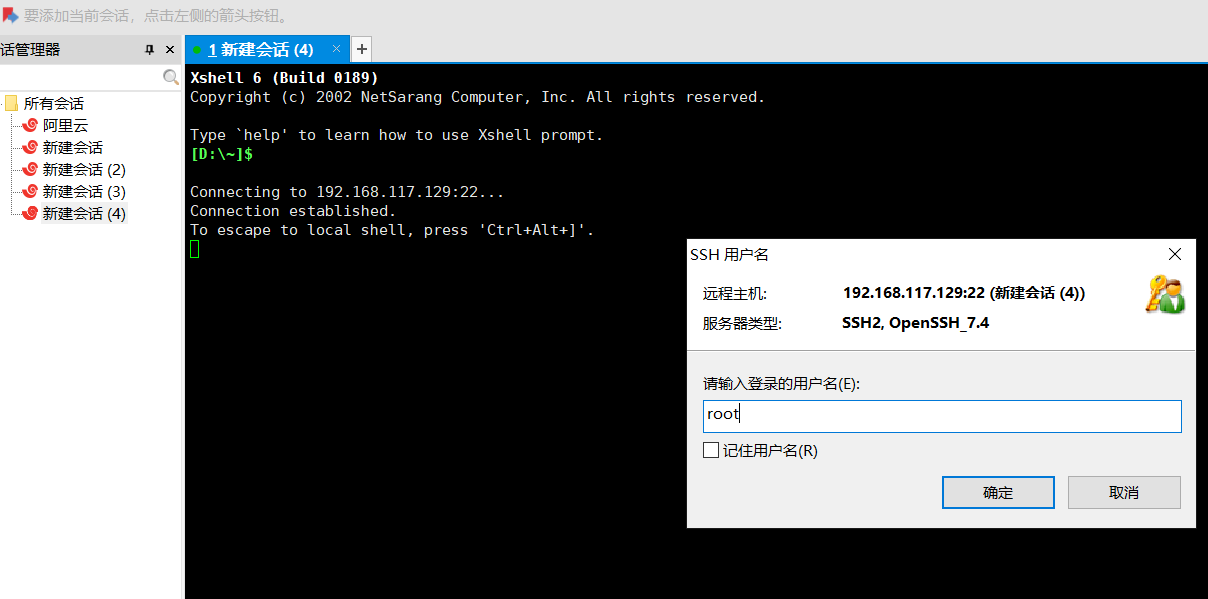 要添加当前会话，点击左侧的箭头按钮。
话管理器
1 新建会话 (4)
所有会话
阿里云
新建会话
新建会话 (2)
新建会话 (3)
新建会话 (4)
Xshell 6 (Build 0189)
Copyright (c) 2002 NetSarang Computer, Inc. All rights reserved.
Type `help' to learn how to use Xshell prompt.
[D:\~]$
Connecting to 192.168.117.129:22...
Connection established.
To escape to local shell, press 'Ctrl+Alt+]'.
SSH 用户名
远程主机: 192.168.117.129:22 (新建会话 (4))
服务器类型: SSH2, OpenSSH_7.4
请输入登录的用户名(E):
root
记住用户名(R)
确定 取消